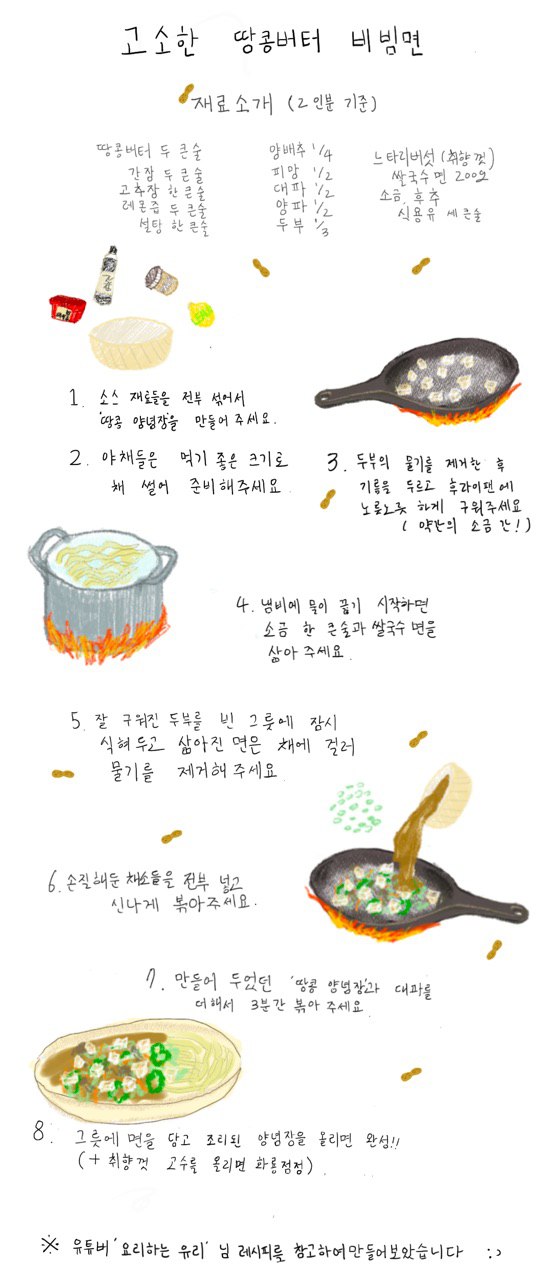 고소한 땅콩버터 비빔면
재료소개 (2인분 기준)
땅콩버터 두 큰술
간장 두 큰술
고추장 한 큰술
레몬즙 두 큰술
설탕 한 큰술
양배추 1/4
피망 1/2
대파 1/2
양파 1/2
두부 1/3
느타리버섯 (취향껏)
쌀국수 면 200g
소금, 후추
식용유 세 큰술
1. 소스 재료들을 전부 섞어서
'땅콩 양념장'을 만들어 주세요.
2. 야채들은 먹기 좋은 크기로
채 썰어 준비해주세요
3. 두부의 물기를 제거한 후
기름을 두르고 후라이팬에
노릇노릇 하게 구워주세요
(약간의 소금 간!)
4. 냄비에 물이 끓기 시작하면
소금 한 큰술과 쌀국수 면을
삶아 주세요.
5. 잘 구워진 두부를 빈 그릇에 잠시
식혀두고 삶아진 면은 채에 걸러
물기를 제거해주세요.
6. 손질해둔 채소들을 전부 넣고
신나게 볶아주세요.
7. 만들어 두었던 '땅콩 양념장'과 대파를
더해서 3분간 볶아 주세요.
8. 그릇에 면을 담고 조리된 양념장을 올리면 완성!!
(+ 취향껏 고수를 올리면 화룡점정).
※ 유튜버 '요리하는 유리' 님 레시피를 참고하여 만들어보았습니다 :)